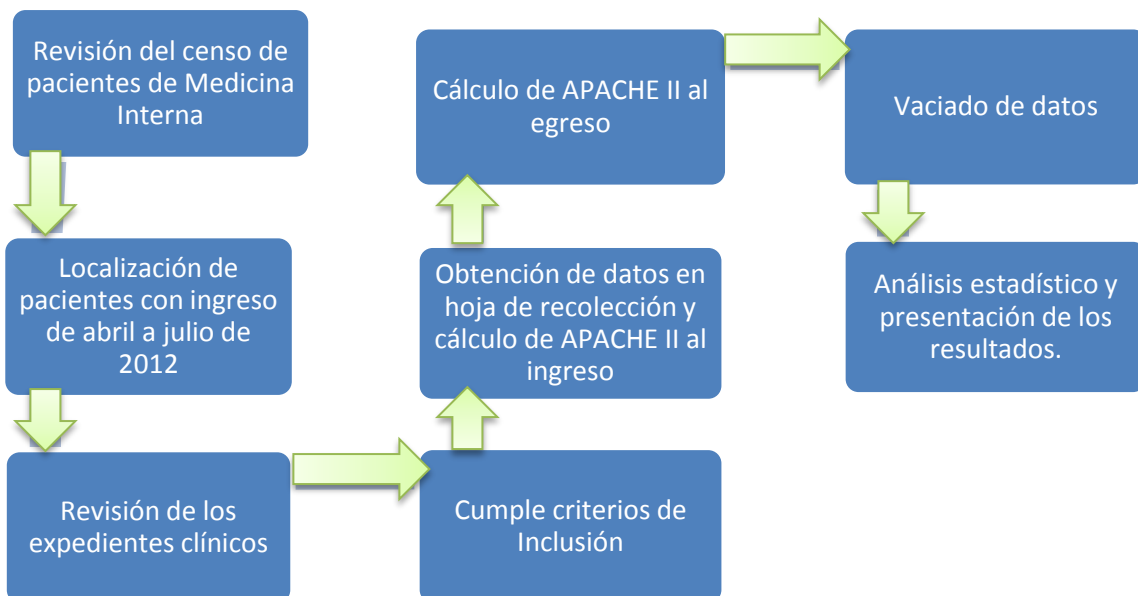 Revisión del censo de
pacientes de Medicina
Interna
Localización de
pacientes con ingreso
de abril a julio de
2012
Revisión de los
expedientes clínicos
Cumple criterios de
Inclusión
Obtención de datos en
hoja de recolección y
cálculo de APACHE II al
ingreso
Cálculo de APACHE II al
egreso
Vaciado de datos
Análisis estadístico y
presentación de los
resultados.